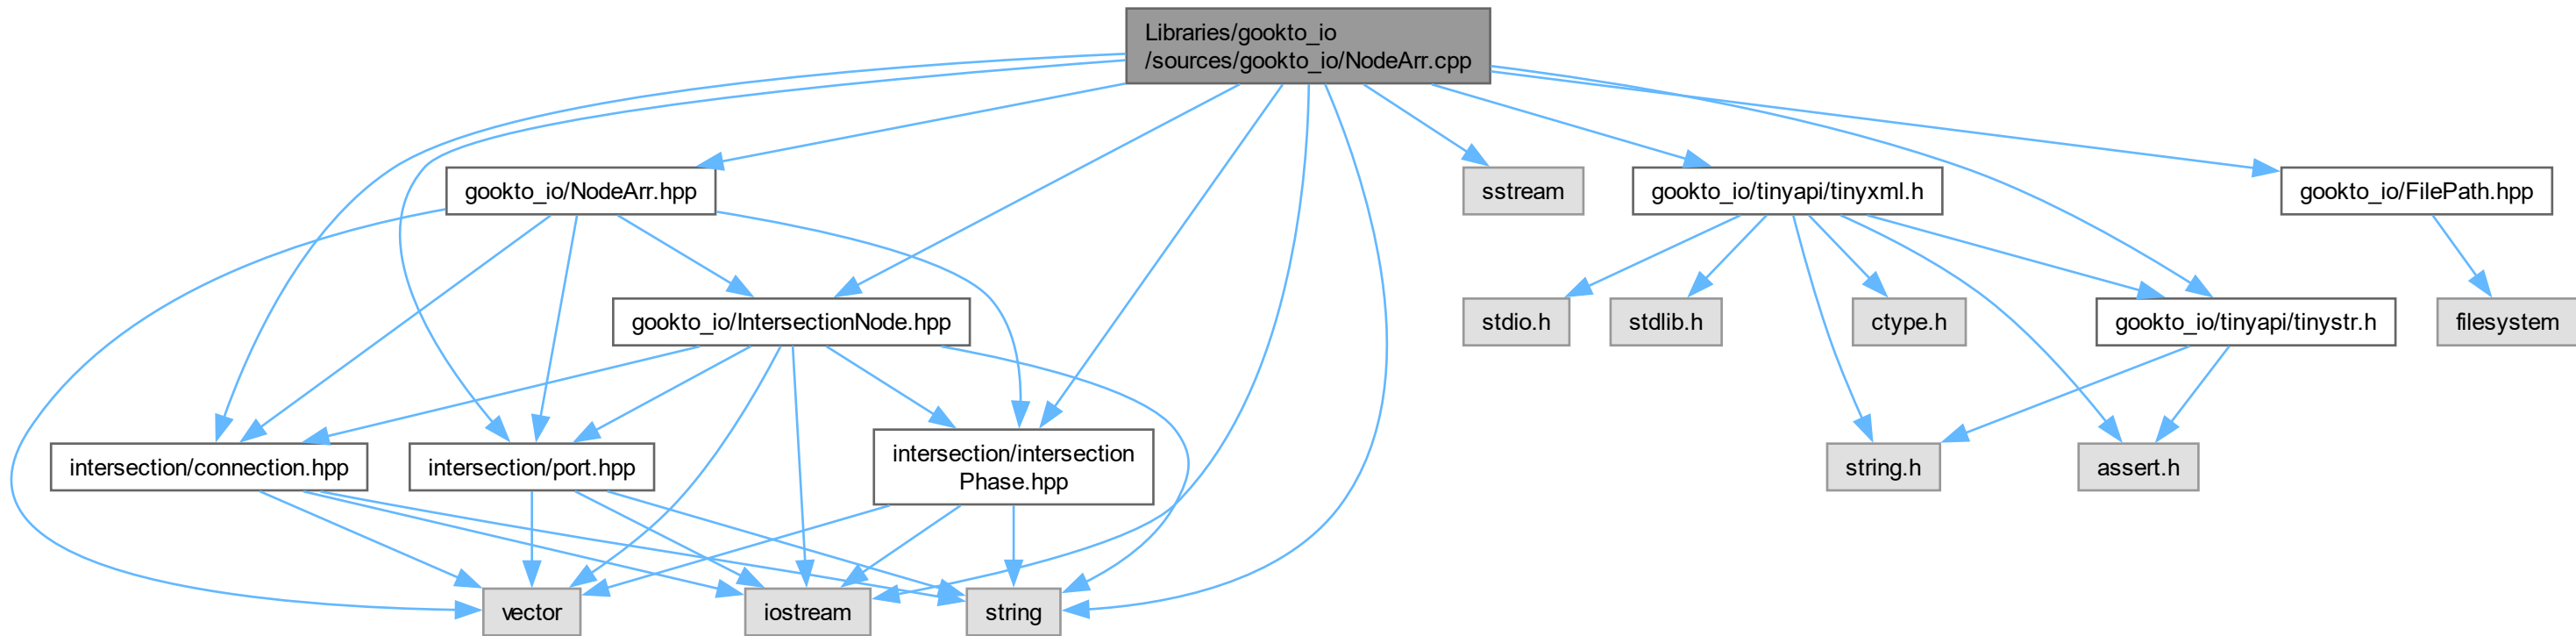 Libraries/gookto_io
/sources/gookto_io/NodeArr.cpp
gookto_io/NodeArr.hpp
sstream
gookto_io/tinyapi/tinyxml.h
gookto_io/FilePath.hpp
gookto_io/IntersectionNode.hpp
stdio.h
stdlib.h
ctype.h
gookto_io/tinyapi/tinystr.h
filesystem
intersection/connection.hpp
intersection/port.hpp
intersection/intersection
Phase.hpp
string.h
assert.h
vector
iostream
string